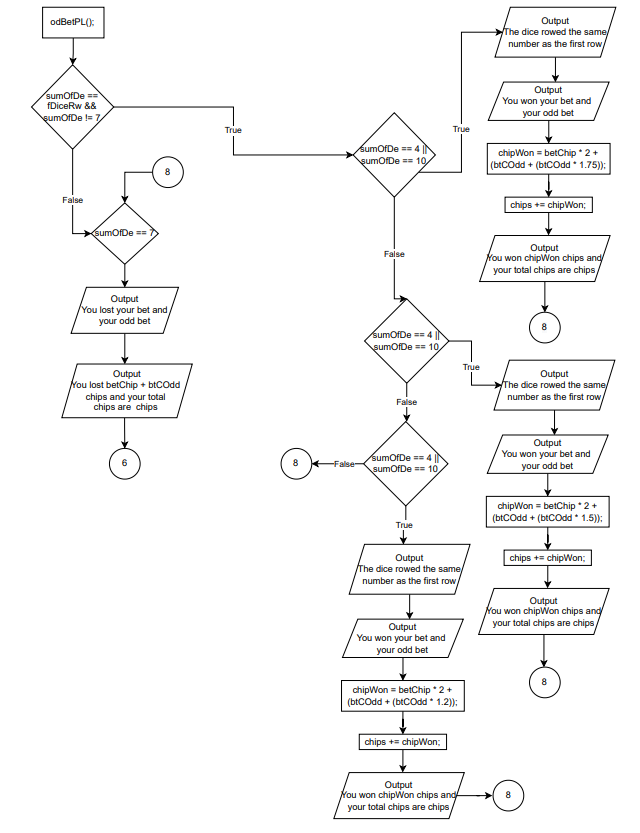 odBetPL();
sumOfDe ==
fDiceRw &&
sumOfDe != 7
True
False
8
sumOfDe == 7
Output
You lost your bet and
your odd bet
Output
You lost betChip + btCOdd
chips and your total
chips are chips
6
sumOfDe == 4 ||
sumOfDe == 10
True
False
Output
The dice rowed the same
number as the first row
Output
You won your bet and
your odd bet
chipWon = betChip * 2 +
(btCOdd + (btCOdd * 1.75));
chips += chipWon;
Output
You won chipWon chips and
your total chips are chips
8
sumOfDe == 4 ||
sumOfDe == 10
True
False
Output
The dice rowed the same
number as the first row
Output
You won your bet and
your odd bet
chipWon = betChip * 2 +
(btCOdd + (btCOdd * 1.5));
chips += chipWon;
Output
You won chipWon chips and
your total chips are chips
8
sumOfDe == 4 ||
sumOfDe == 10
False
8
True
Output
The dice rowed the same
number as the first row
Output
You won your bet and
your odd bet
chipWon = betChip * 2 +
(btCOdd + (btCOdd * 1.2));
chips += chipWon;
Output
You won chipWon chips and
your total chips are chips
8